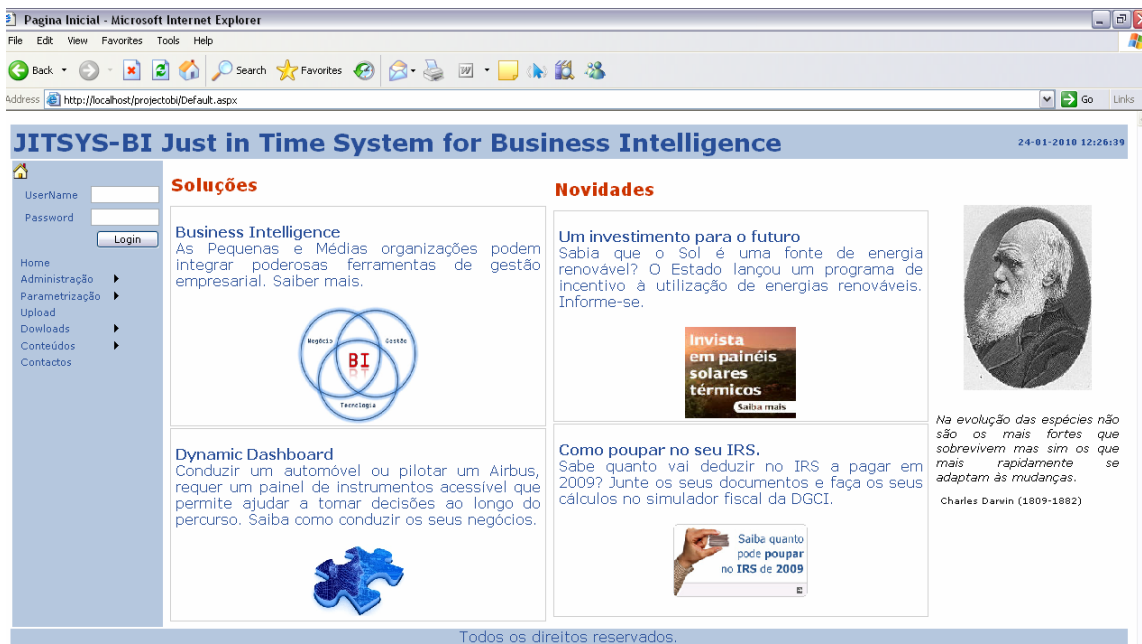 Pagina Inicial - Microsoft Internet Explorer
File Edit View Favorites Tools Help
Back Search Favorites
Address http://localhost/projectobi/Default.aspx Go Links
JITSYS-BI Just in Time System for Business Intelligence
24-01-2010 12:26:39
UserName
Password
Login
Home
Administração
Parametrização
Upload
Dowloads
Conteúdos
Contactos
Soluções
Business Intelligence
As Pequenas e Médias organizações podem
integrar poderosas ferramentas de gestão
empresarial. Saiber mais.
Negócio Gestão
BI
Tecnologia
Dynamic Dashboard
Conduzir um automóvel ou pilotar um Airbus,
requer um painel de instrumentos acessível que
permite ajudar a tomar decisões ao longo do
percurso. Saiba como conduzir os seus negócios.
Novidades
Um investimento para o futuro
Sabia que o Sol é uma fonte de energia
renovável? O Estado lançou um programa de
incentivo à utilização de energias renováveis.
Informe-se.
Invista
em painéis
solares
térmicos
Saiba mais
Como poupar no seu IRS.
Sabe quanto vai deduzir no IRS a pagar em
2009? Junte os seus documentos e faça os seus
cálculos no simulador fiscal da DGCI.
Saiba quanto
pode poupar
no IRS de 2009
Na evolução das espécies não
são os mais fortes que
sobrevivem mas sim os que
mais rapidamente se
adaptam às mudanças.
Charles Darwin (1809-1882)
Todos os direitos reservados.